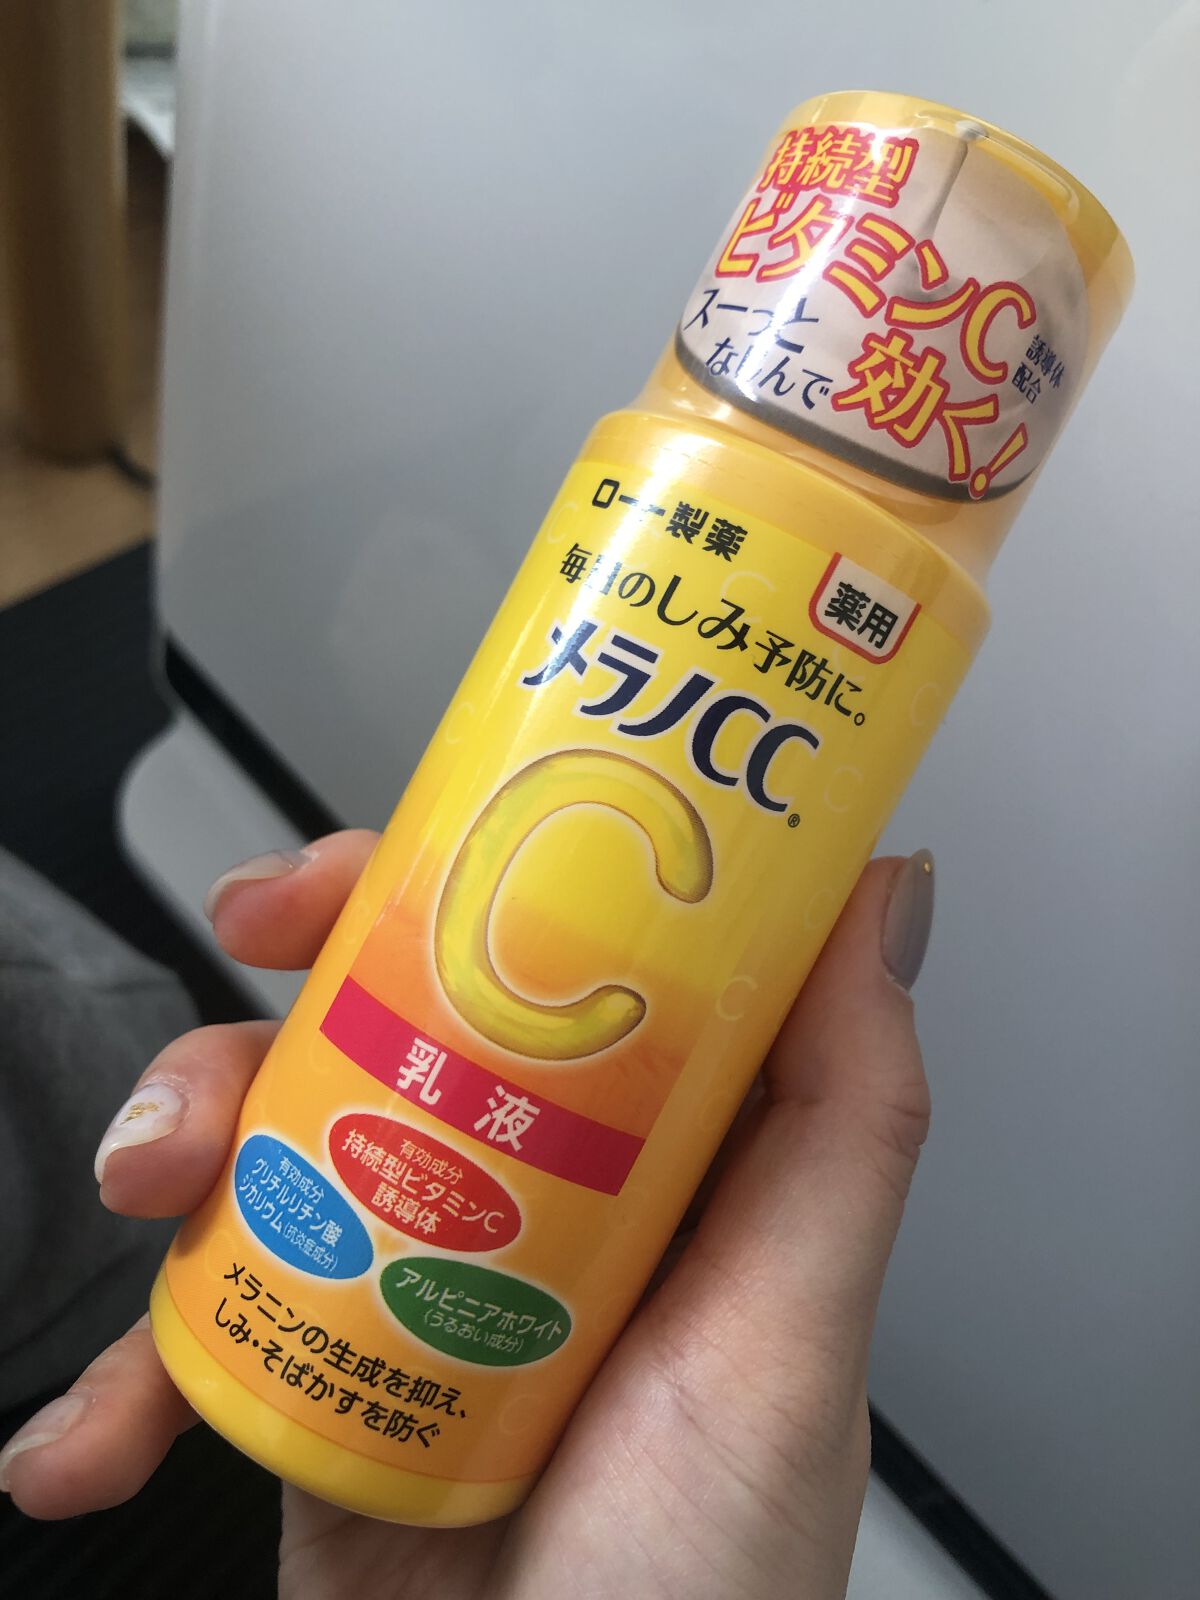 持続型
ビタミンC
誘導体
配合
スーっと
なじんで
効く!
ロート製薬
薬用
毎日のしみ予防に。
メラノCC®
C
乳液
有効成分
持続型ビタミンC
誘導体
有効成分
グリチルリチン酸
ジカリウム(抗炎症成分)
アルピニアホワイト
(うるおい成分)
メラニンの生成を抑え、
しみ・そばかすを防ぐ